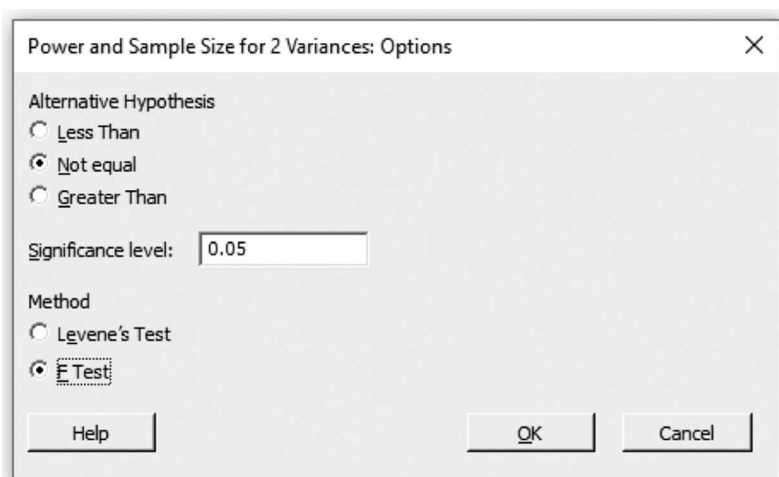 Power and Sample Size for 2 Variances: Options
Alternative Hypothesis
Less Than
Not equal
Greater Than
Significance level: 0.05
Method
Levene's Test
F Test
Help OK Cancel